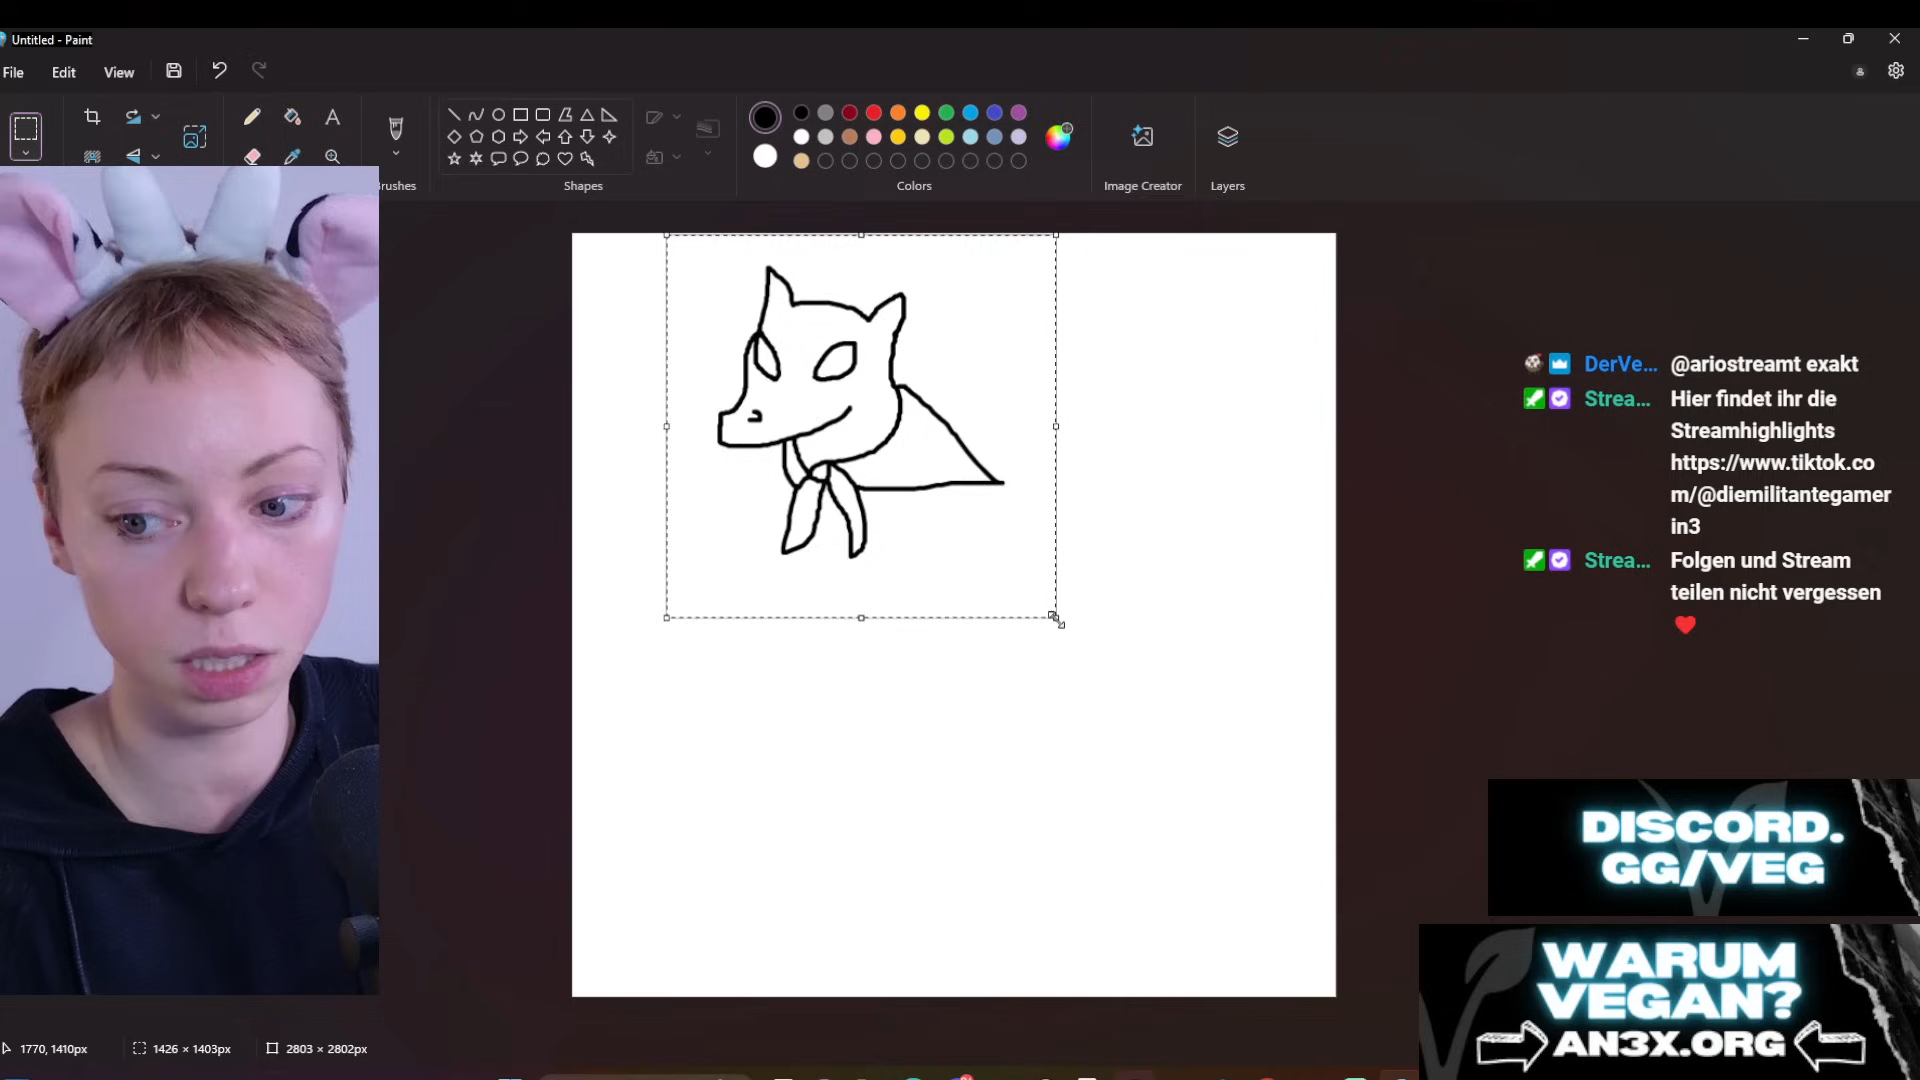 Untitled - Paint
File Edit View
Brushes
Shapes
Colors
Image Creator
Layers
DerVe... @ariostreamt exakt
Strea... Hier findet ihr die
Streamhighlights
https://www.tiktok.co
m/@diemilitantegamer
in3
Strea... Folgen und Stream
teilen nicht vergessen
DISCORD.
GG/VEG
WARUM
VEGAN?
AN3X.ORG
1770, 1410px 1426 × 1403px 2803 × 2802px